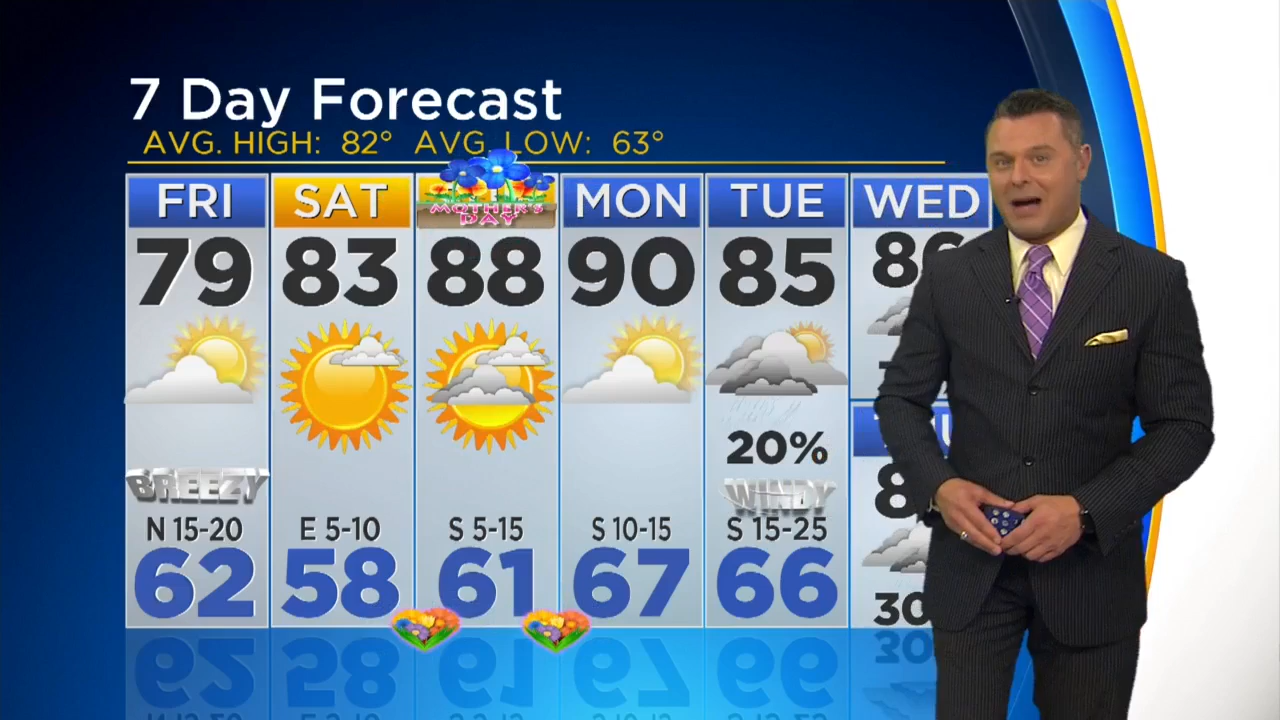 7 Day Forecast
AVG. HIGH: 82° AVG. LOW: 63°
FRI SAT MOTHER'S DAY MON TUE WED
79 83 88 90 85
20%
BREEZY WINDY
N 15-20 E 5-10 S 5-15 S 10-15 S 15-25
62 58 61 67 66